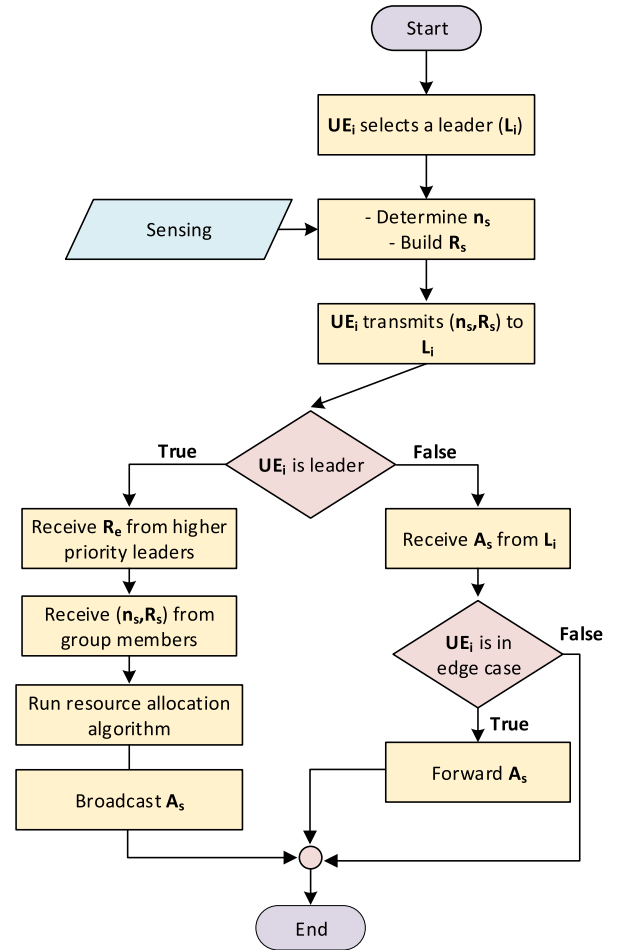 Start
UEi selects a leader (Li)
Sensing
- Determine ns
- Build Rs
UEi transmits (ns,Rs) to
Li
UEi is leader
True
False
Receive Re from higher
priority leaders
Receive As from Li
Receive (ns,Rs) from
group members
UEi is in
edge case
False
True
Run resource allocation
algorithm
Forward As
Broadcast As
End